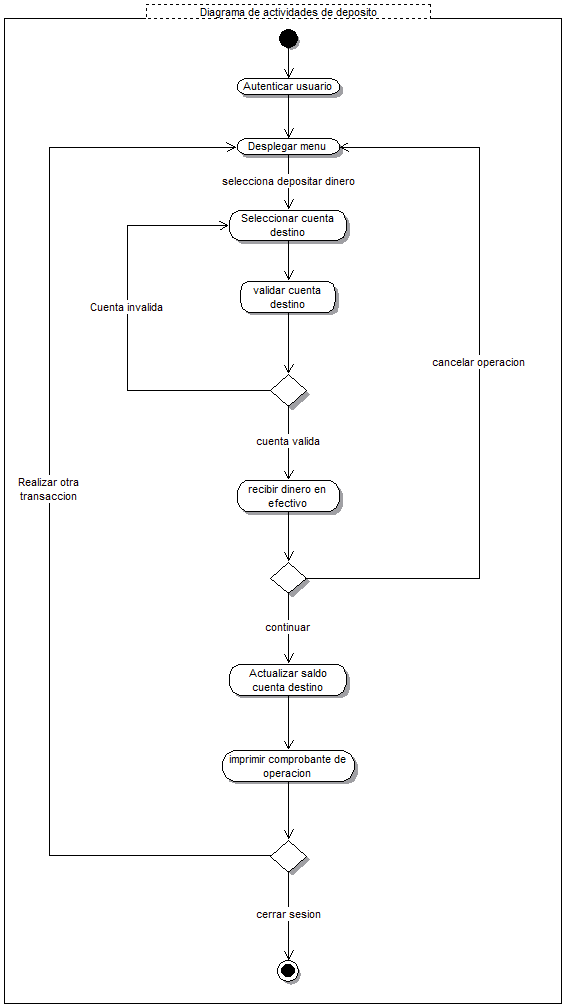 Diagrama de actividades de deposito
Autenticar usuario
Desplegar menu
selecciona depositar dinero
Seleccionar cuenta
destino
validar cuenta
destino
Cuenta invalida
cancelar operacion
cuenta valida
Realizar otra
transaccion
recibir dinero en
efectivo
continuar
Actualizar saldo
cuenta destino
imprimir comprobante de
operacion
cerrar sesion